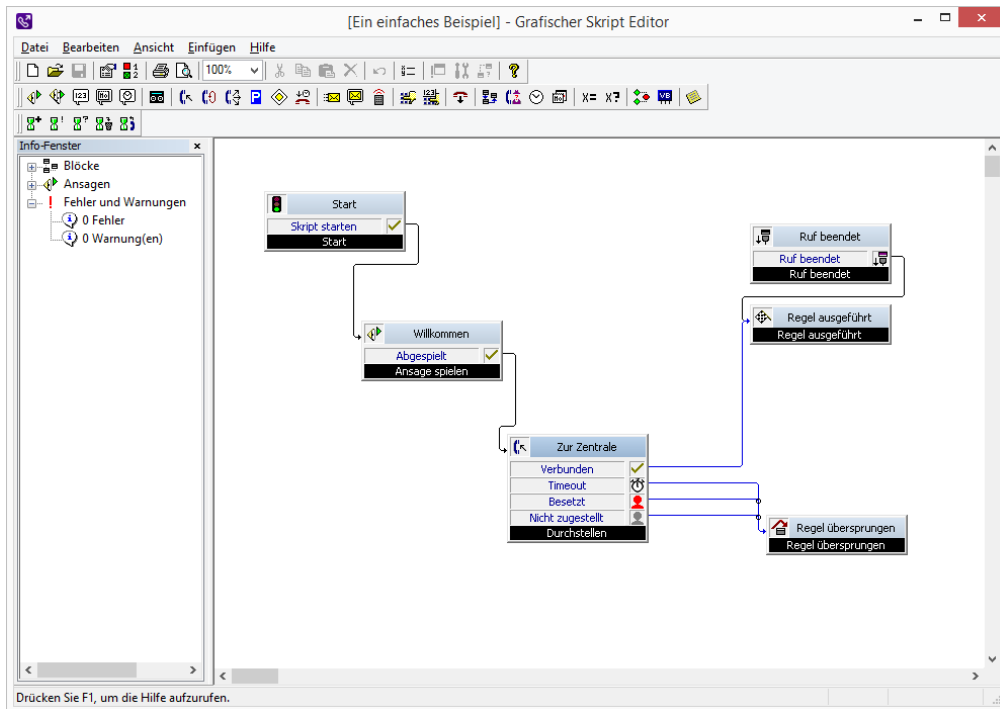 [Ein einfaches Beispiel] - Grafischer Skript Editor
Datei Bearbeiten Ansicht Einfügen Hilfe
100%
Info-Fenster
Blöcke
Ansagen
Fehler und Warnungen
0 Fehler
0 Warnung(en)
Start
Skript starten
Start
Willkommen
Abgespielt
Ansage spielen
Zur Zentrale
Verbunden
Timeout
Besetzt
Nicht zugestellt
Durchstellen
Ruf beendet
Ruf beendet
Ruf beendet
Regel ausgeführt
Regel ausgeführt
Regel übersprungen
Regel übersprungen
Drücken Sie F1, um die Hilfe aufzurufen.